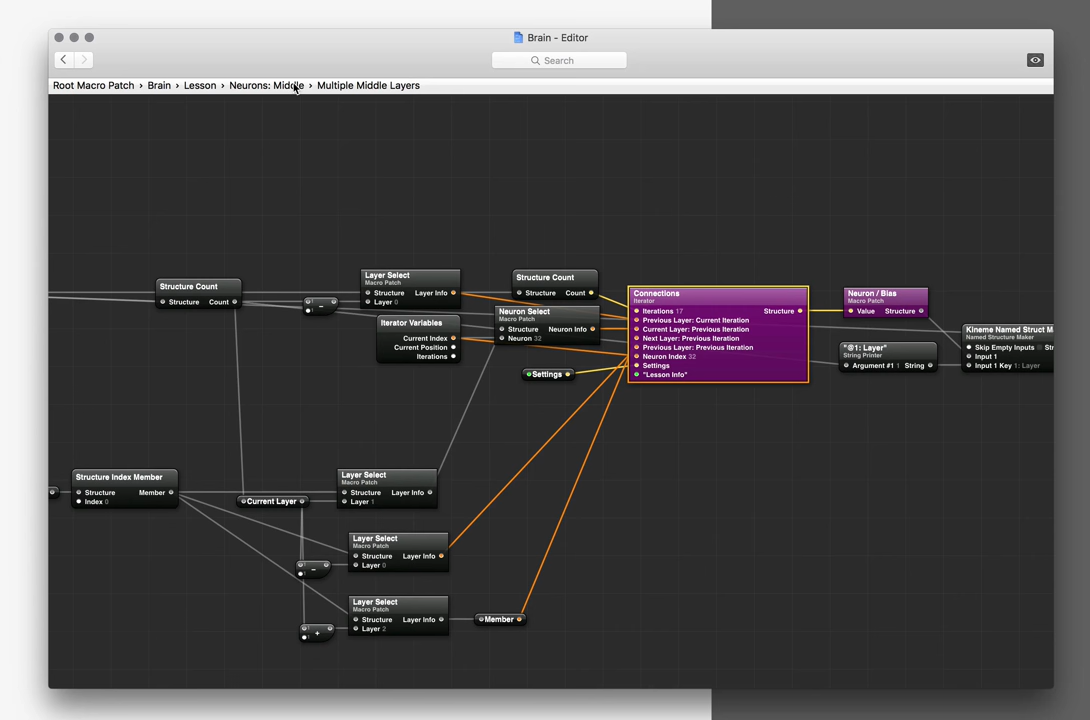 Brain - Editor
Search
Root Macro Patch › Brain › Lesson › Neurons: Middle › Multiple Middle Layers
Structure Count
Structure Count
Layer Select
Macro Patch
Structure Layer Info
Layer 0
Structure Count
Structure Count
-
Iterator Variables
Current Index
Current Position
Iterations
Neuron Select
Macro Patch
Structure Neuron Info
Neuron 32
Settings
Connections
Iterator
Iterations 17 Structure
Previous Layer: Current Iteration
Current Layer: Previous Iteration
Next Layer: Previous Iteration
Previous Layer: Previous Iteration
Neuron Index 32
Settings
"Lesson Info"
Neuron / Bias
Macro Patch
Value Structure
"@1: Layer"
String Printer
Argument #1 1 String
Kineme Named Struct M
Named Structure Maker
Skip Empty Inputs Str
Input 1
Input 1 Key 1: Layer
Structure Index Member
Structure Member
Index 0
Current Layer
Layer Select
Macro Patch
Structure Layer Info
Layer 1
-
Layer Select
Macro Patch
Structure Layer Info
Layer 0
+
Layer Select
Macro Patch
Structure Layer Info
Layer 2
Member